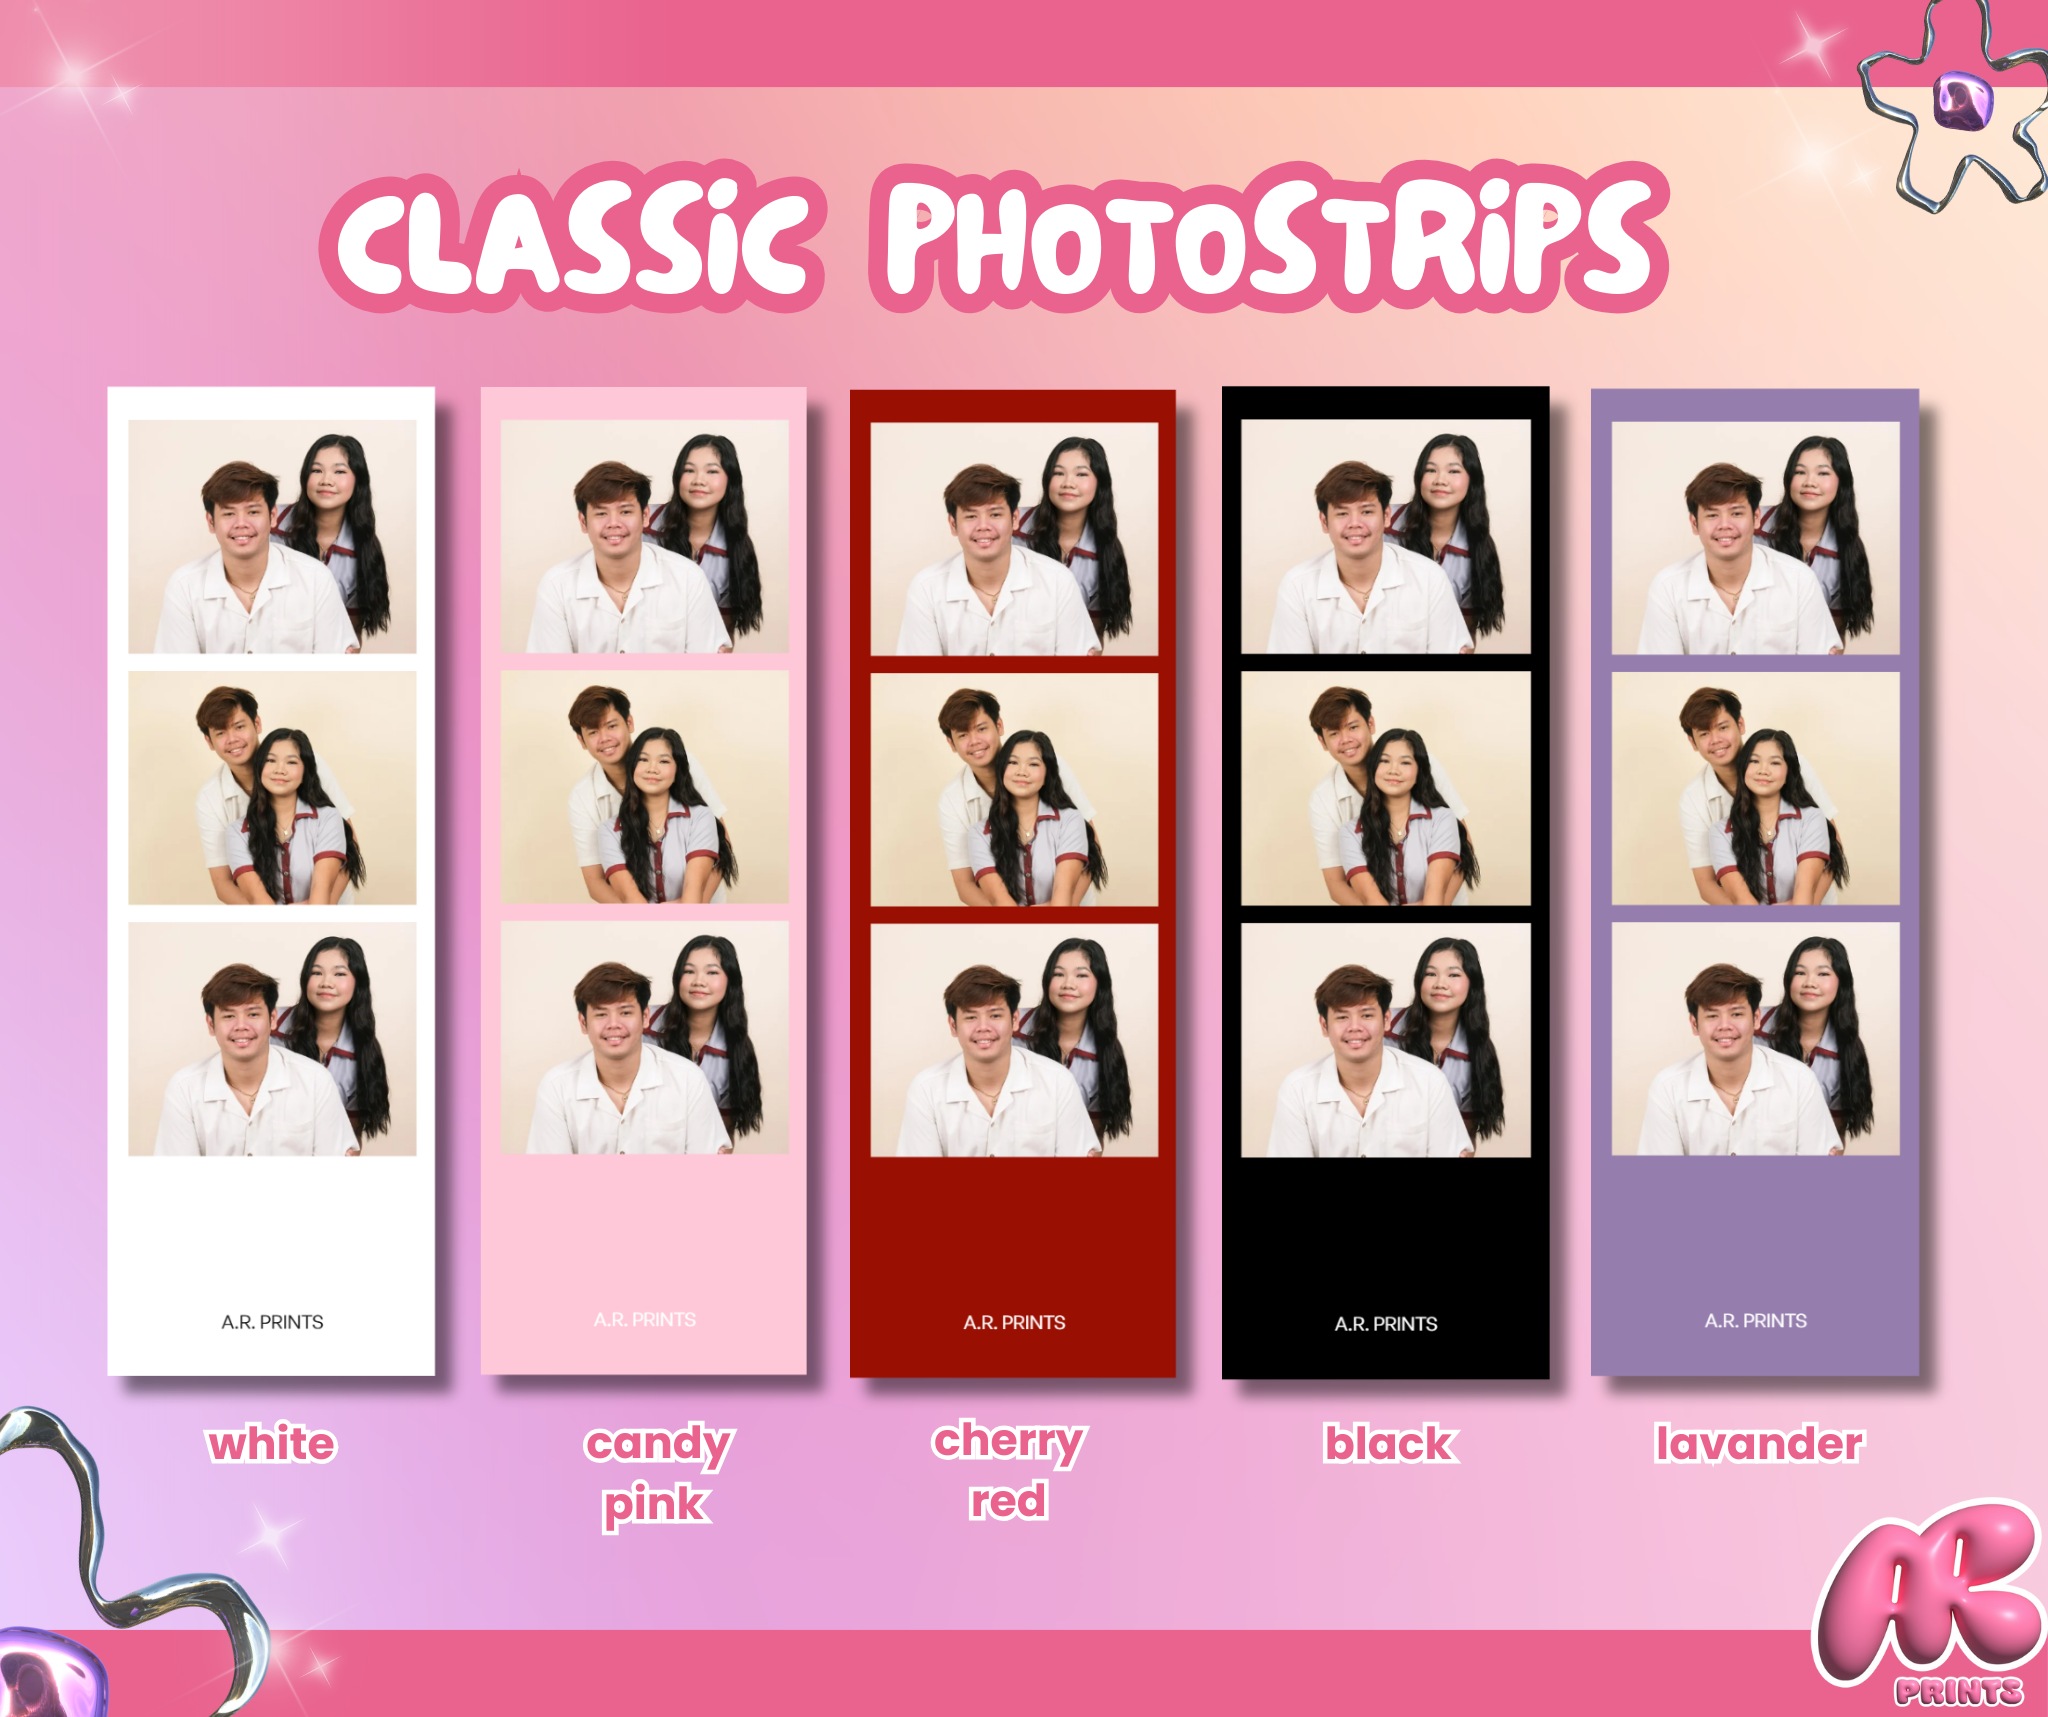 CLASSIC PHOTOSTRIPS
A.R. PRINTS
A.R. PRINTS
A.R. PRINTS
A.R. PRINTS
A.R. PRINTS
white
candy
pink
cherry
red
black
lavander
AR
PRINTS